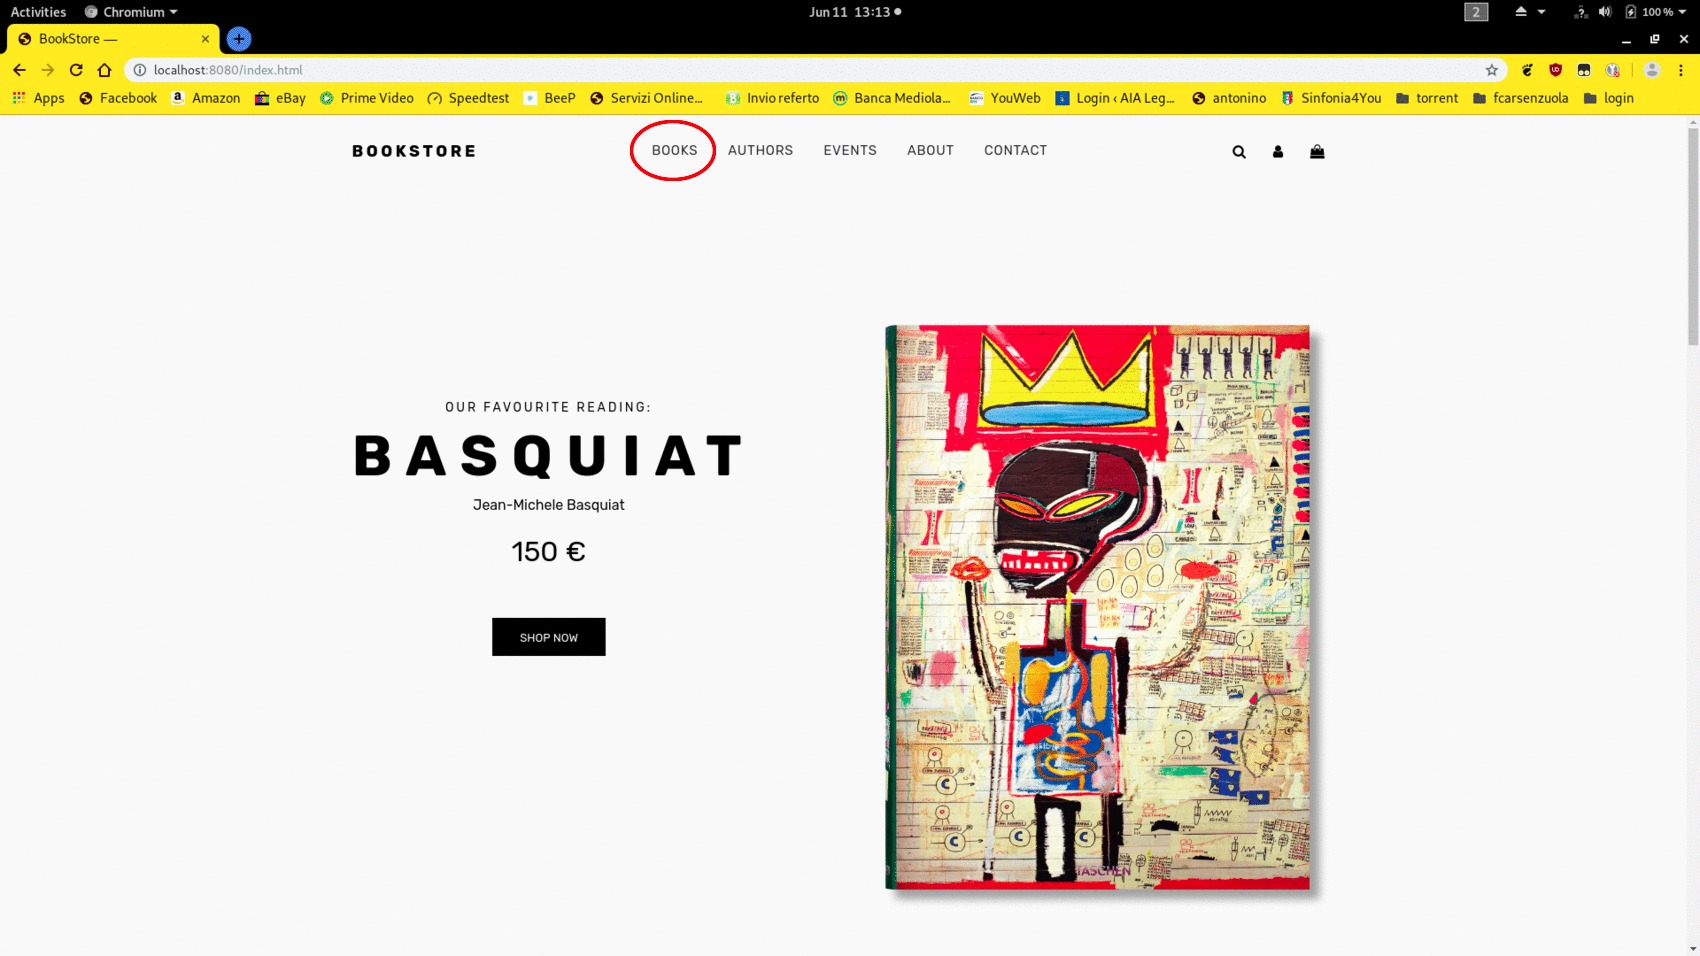 Activities Chromium Jun 11 13:13 2 100 %
BookStore —
localhost:8080/index.html
Apps Facebook Amazon eBay Prime Video Speedtest BeeP Servizi Online... Invio referto Banca Mediola... YouWeb Login ‹ AIA Leg... antonino Sinfonia4You torrent fcarsenzuola login
BOOKSTORE BOOKS AUTHORS EVENTS ABOUT CONTACT
OUR FAVOURITE READING:
BASQUIAT
Jean-Michele Basquiat
150 €
SHOP NOW
TASCHEN